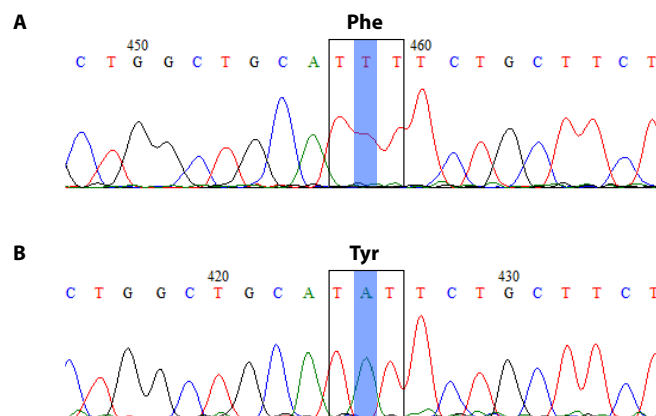 A
Phe
450 460
C T G G C T G C A T T T T C T G C T T C T
B
Tyr
420 430
C T G G C T G C A T A T T C T G C T T C T